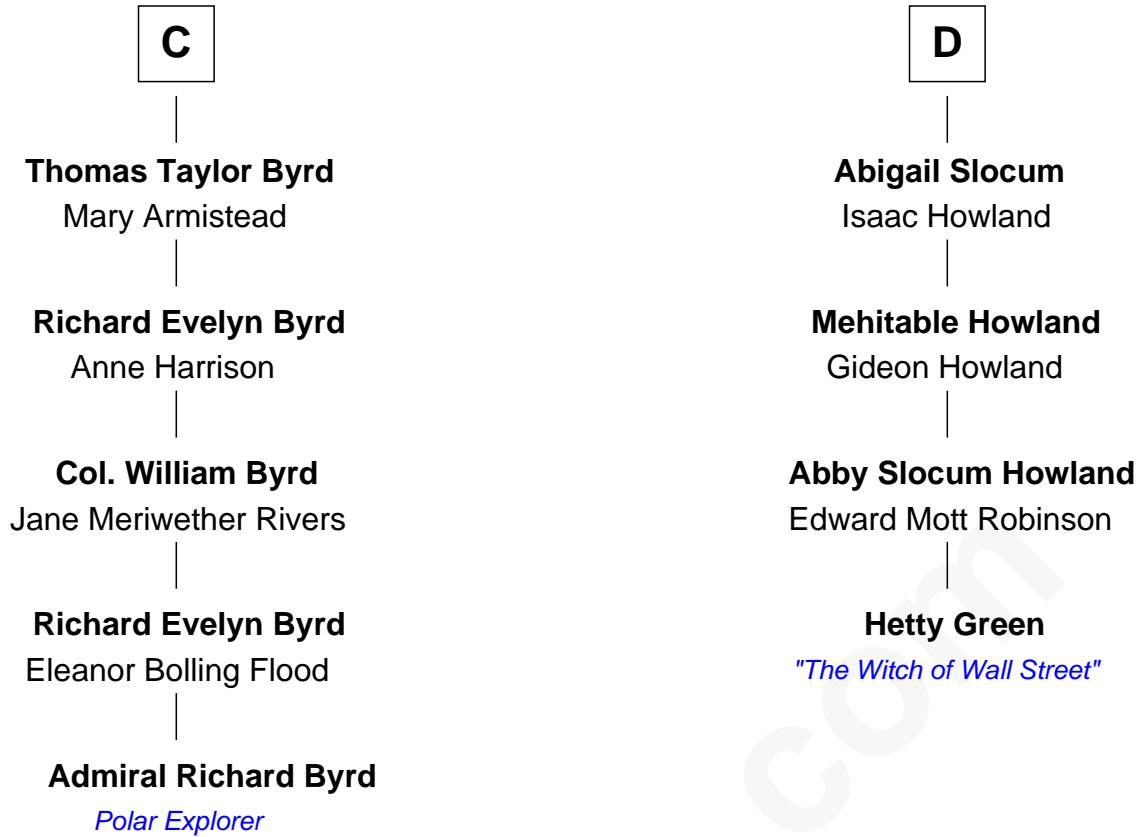 C
Thomas Taylor Byrd
Mary Armistead
Richard Evelyn Byrd
Anne Harrison
Col. William Byrd
Jane Meriwether Rivers
Richard Evelyn Byrd
Eleanor Bolling Flood
Admiral Richard Byrd
Polar Explorer
D
Abigail Slocum
Isaac Howland
Mehitable Howland
Gideon Howland
Abby Slocum Howland
Edward Mott Robinson
Hetty Green
"The Witch of Wall Street"
com